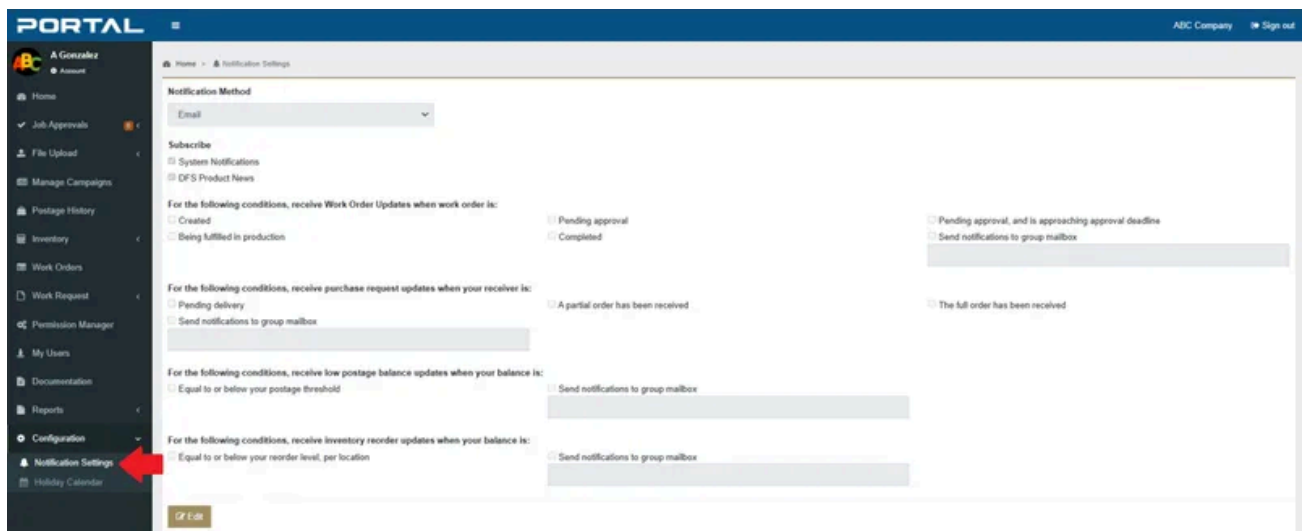 PORTAL
ABC Company Sign out
ABC
A Gonzalez
Account
Home
Job Approvals
File Upload
Manage Campaigns
Postage History
Inventory
Work Orders
Work Request
Permission Manager
My Users
Documentation
Reports
Configuration
Notification Settings
Holiday Calendar
Home > Notification Settings
Notification Method
Email
Subscribe
System Notifications
DFS Product News
For the following conditions, receive Work Order Updates when work order is:
Created Pending approval Pending approval, and is approaching approval deadline
Being fulfilled in production Completed Send notifications to group mailbox
For the following conditions, receive purchase request updates when your receiver is:
Pending delivery A partial order has been received The full order has been received
Send notifications to group mailbox
For the following conditions, receive low postage balance updates when your balance is:
Equal to or below your postage threshold Send notifications to group mailbox
For the following conditions, receive inventory reorder updates when your balance is:
Equal to or below your reorder level, per location Send notifications to group mailbox
Edit